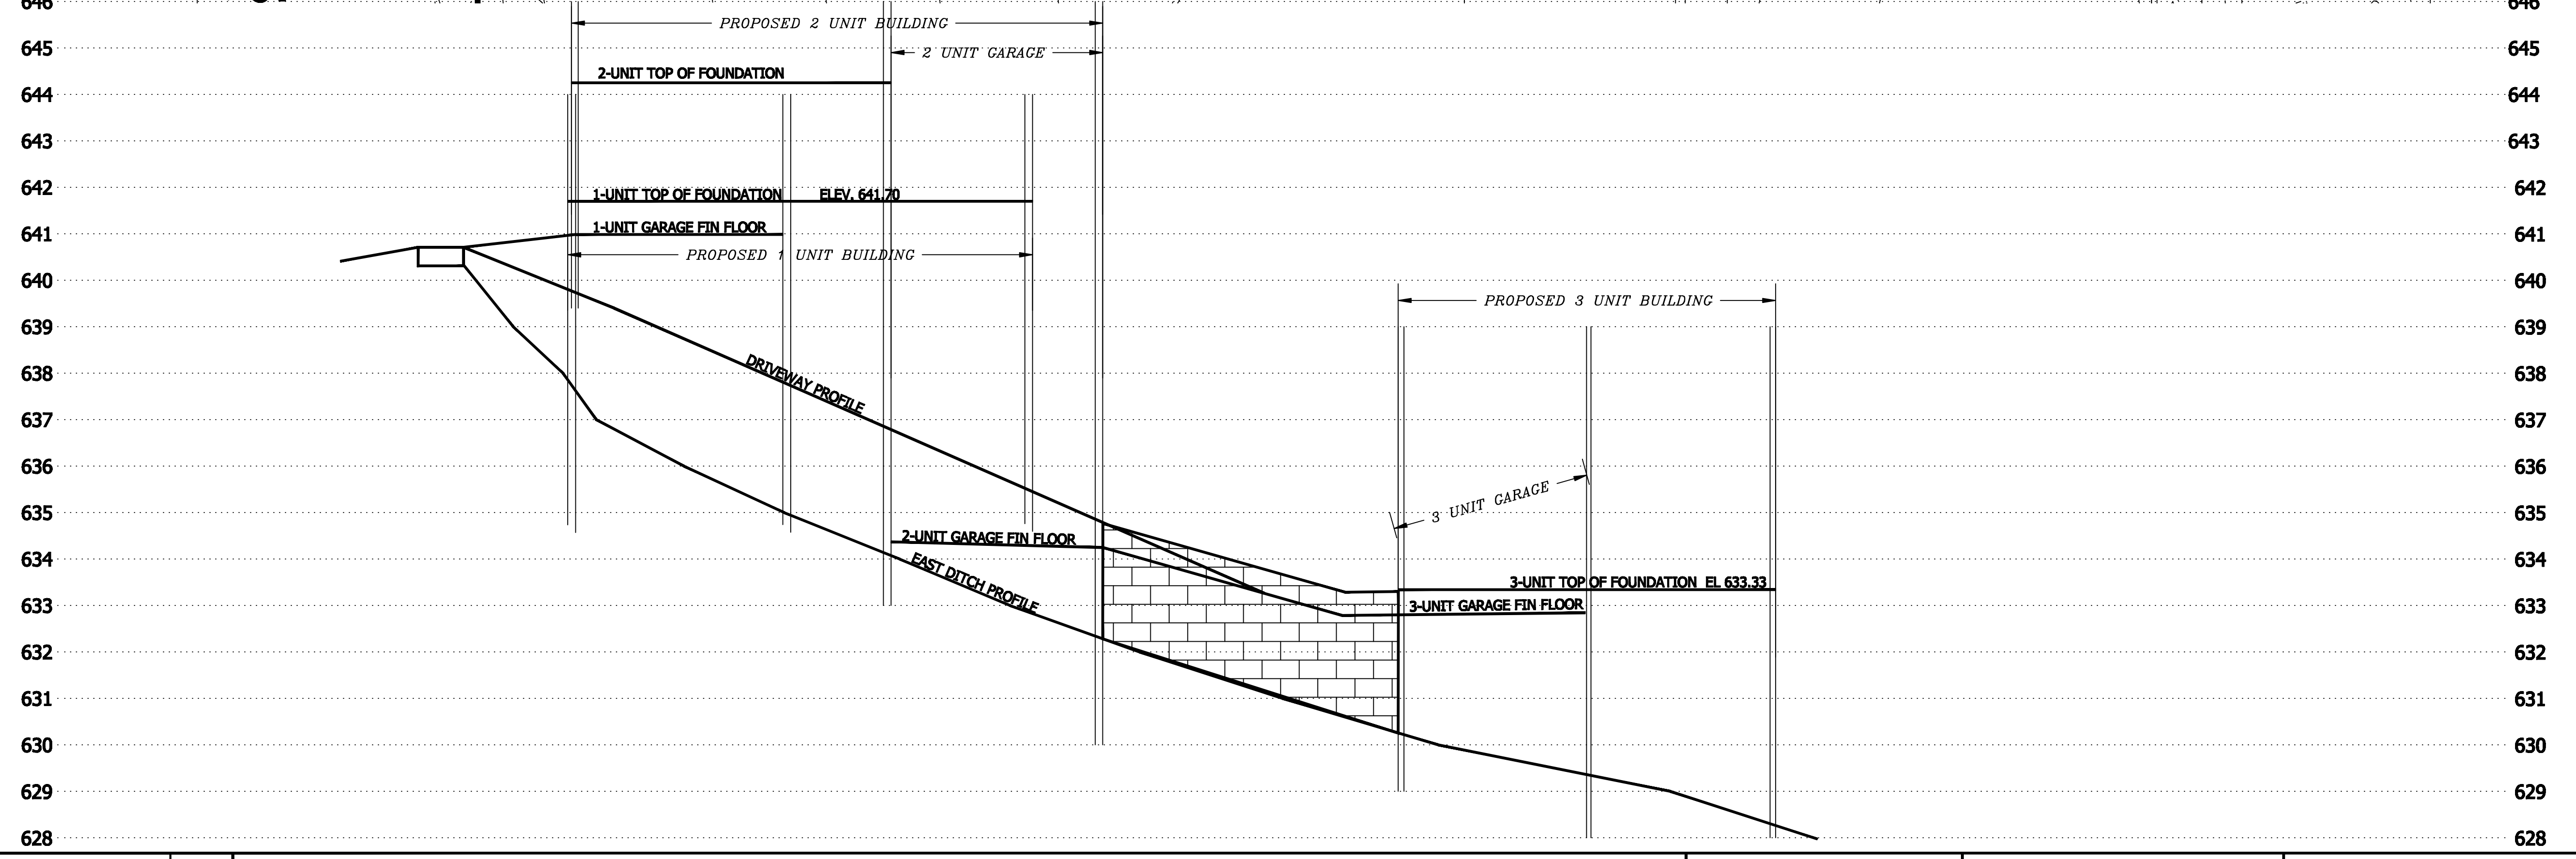 646 646
PROPOSED 2 UNIT BUILDING
645 2 UNIT GARAGE 645
2-UNIT TOP OF FOUNDATION
644 644
643 643
642 642
1-UNIT TOP OF FOUNDATION ELEV. 641.70
1-UNIT GARAGE FIN FLOOR
641 641
PROPOSED 1 UNIT BUILDING
640 640
PROPOSED 3 UNIT BUILDING
639 639
638 638
DRIVEWAY PROFILE
637 637
636 636
3 UNIT GARAGE
635 635
2-UNIT GARAGE FIN FLOOR
634 634
EAST DITCH PROFILE
3-UNIT TOP OF FOUNDATION EL 633.33
633 3-UNIT GARAGE FIN FLOOR 633
632 632
631 631
630 630
629 629
628 628